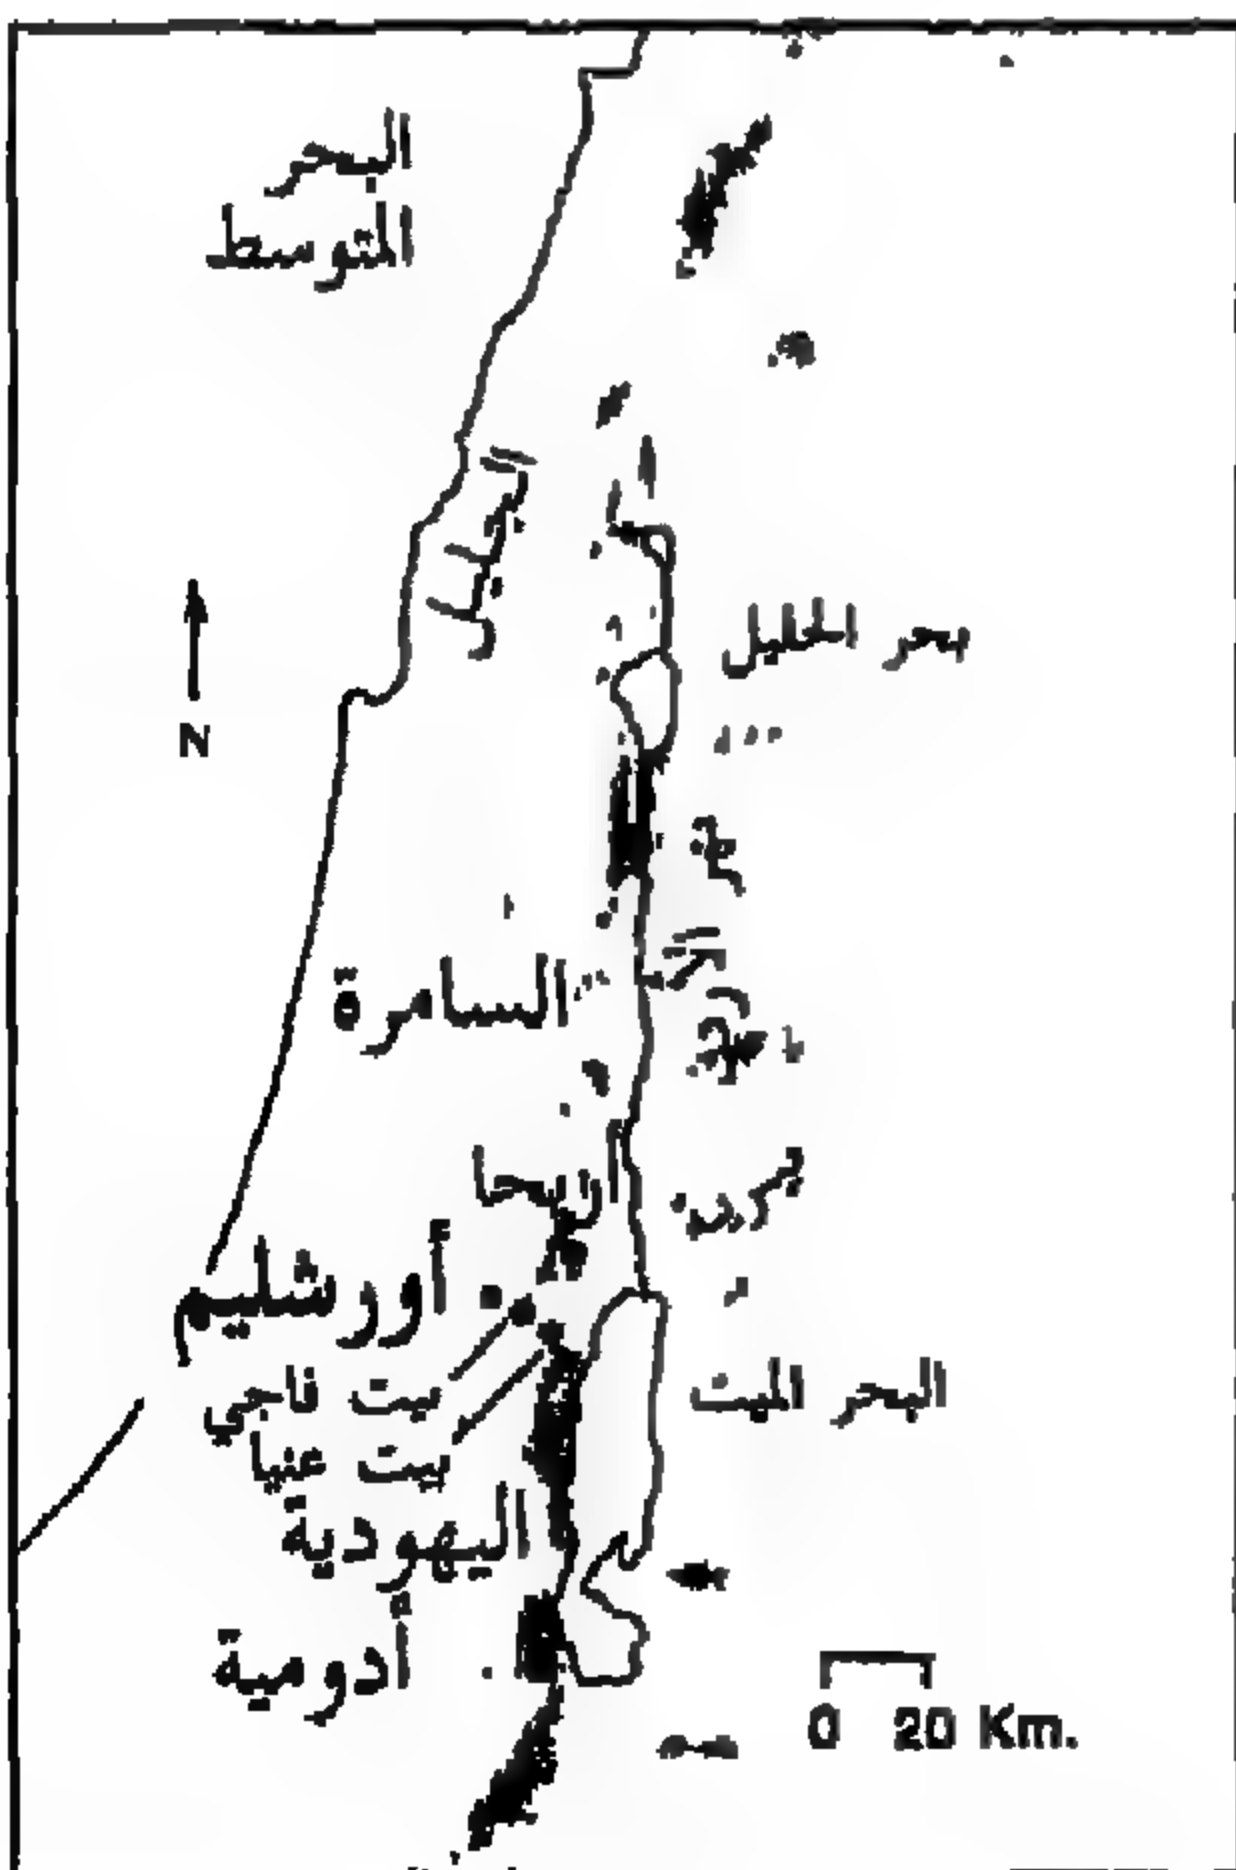 البحر
المتوسط
الجليل
بحر الجليل
N
السامرة
أريحا
أورشليم
بيت فاجي
بيت عنيا
البحر الميت
اليهودية
أدومية
0 20 Km.